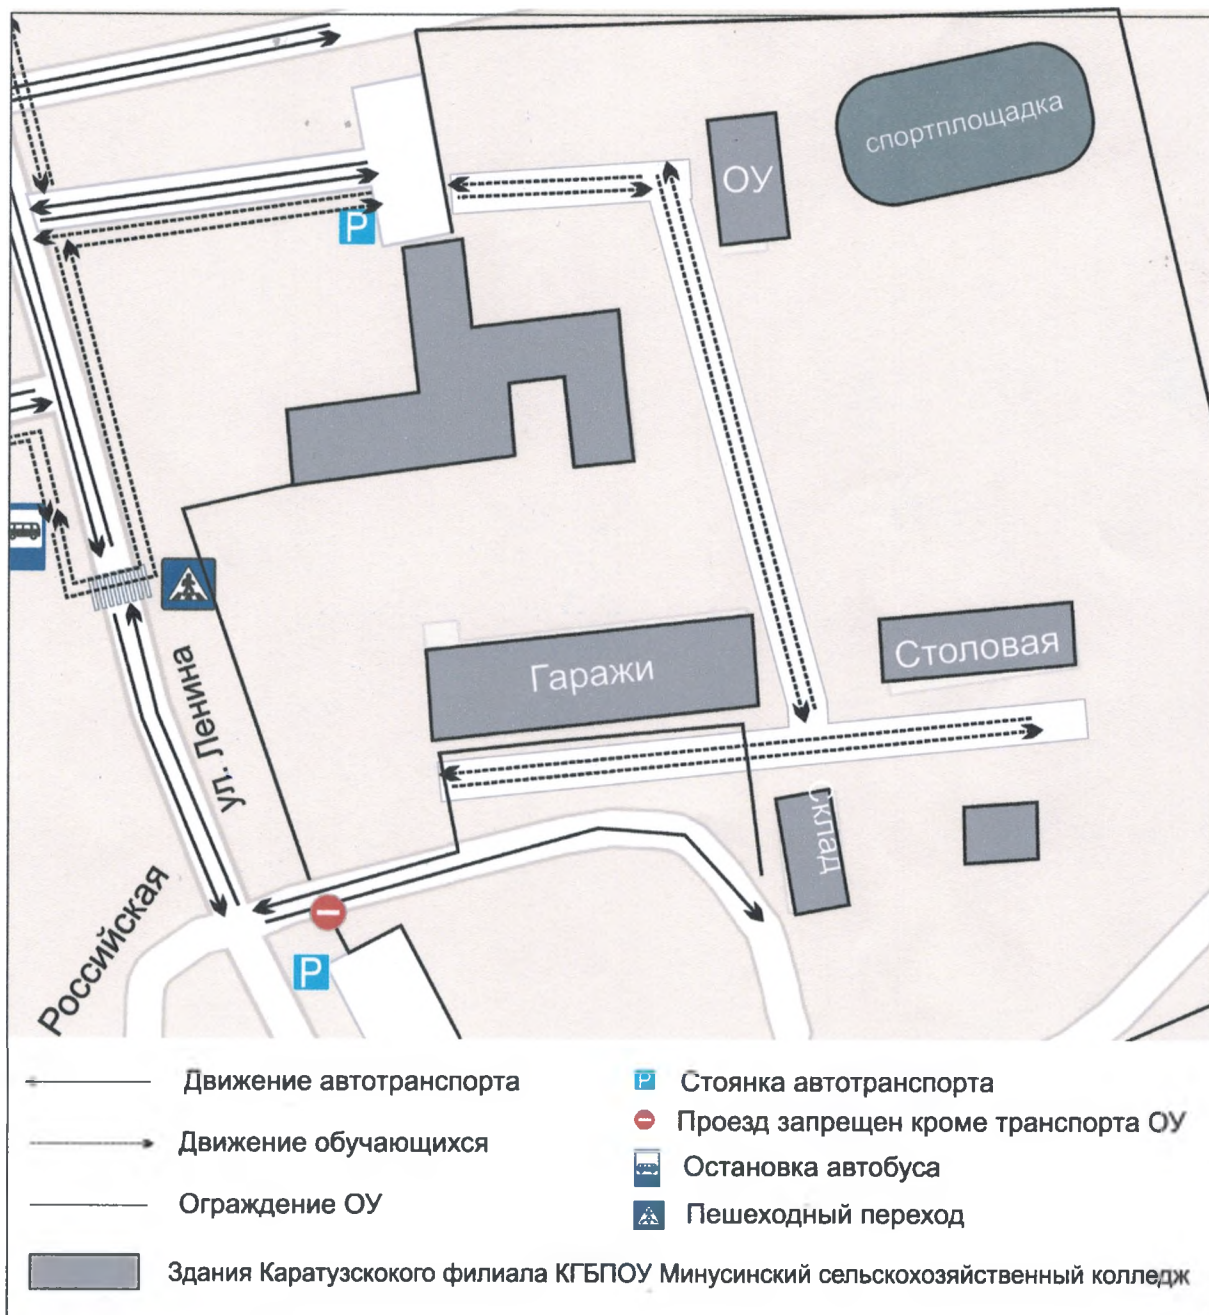 спортплощадка
ОУ
P
Столовая
Гаражи
ул. Ленина
Склад
Российская
P
Движение автотранспорта
P Стоянка автотранспорта
Проезд запрещен кроме транспорта ОУ
Движение обучающихся
Остановка автобуса
Ограждение ОУ
Пешеходный переход
Здания Каратузскокого филиала КГБПОУ Минусинский сельскохозяйственный колледж